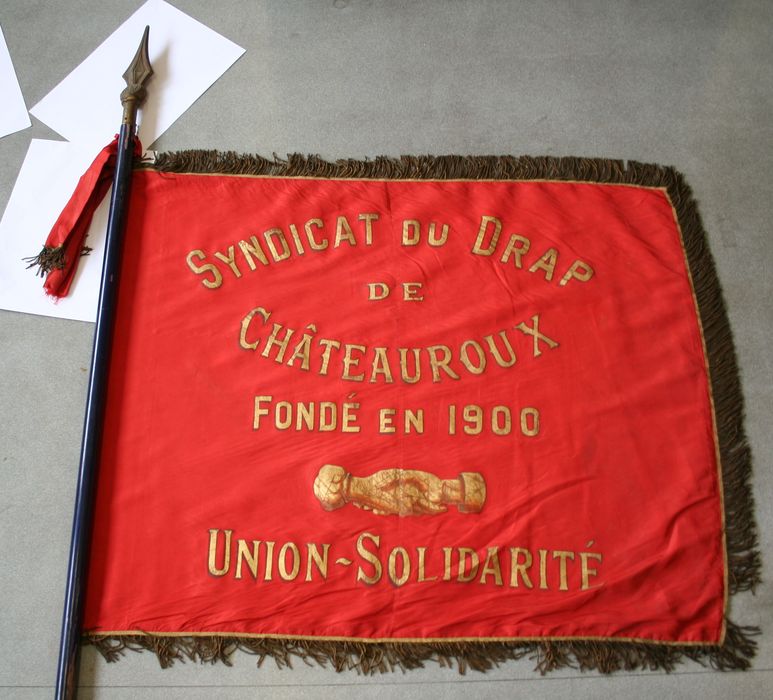 Syndicat du Drap
de
Châteauroux
Fondé en 1900
Union-Solidarité